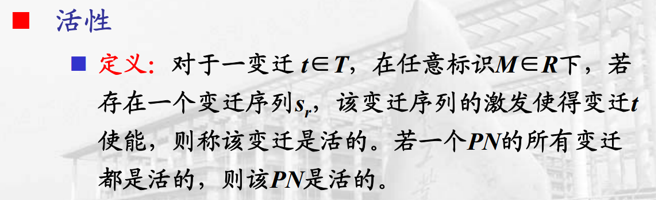 活性
定义：对于一变迁 t∈T，在任意标识M∈R下，若
存在一个变迁序列sr，该变迁序列的激发使得变迁t
使能，则称该变迁是活的。若一个PN的所有变迁
都是活的，则该PN是活的。